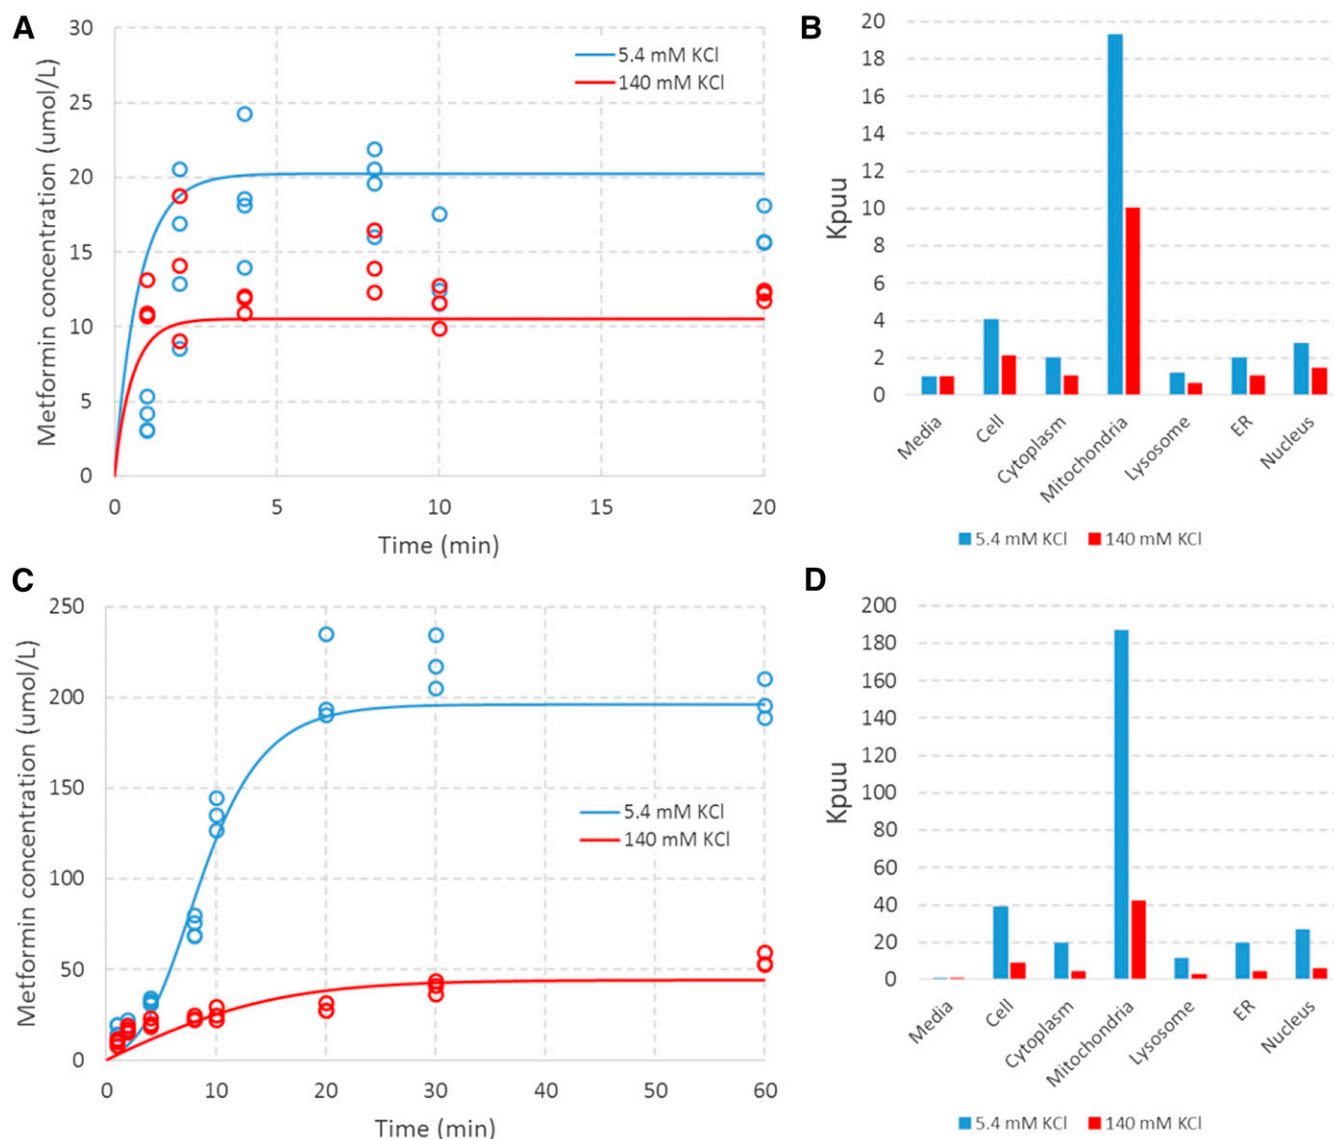 A
30
25
20
15
10
5
0
Metformin concentration (umol/L)
5.4 mM KCl
140 mM KCl
0 5 10 15 20
Time (min)
B
20
18
16
14
12
10
8
6
4
2
0
Kpuu
Media
Cell
Cytoplasm
Mitochondria
Lysosome
ER
Nucleus
5.4 mM KCl 140 mM KCl
C
250
200
150
100
50
0
Metformin concentration (umol/L)
5.4 mM KCl
140 mM KCl
0 10 20 30 40 50 60
Time (min)
D
200
180
160
140
120
100
80
60
40
20
0
Kpuu
Media
Cell
Cytoplasm
Mitochondria
Lysosome
ER
Nucleus
5.4 mM KCl 140 mM KCl